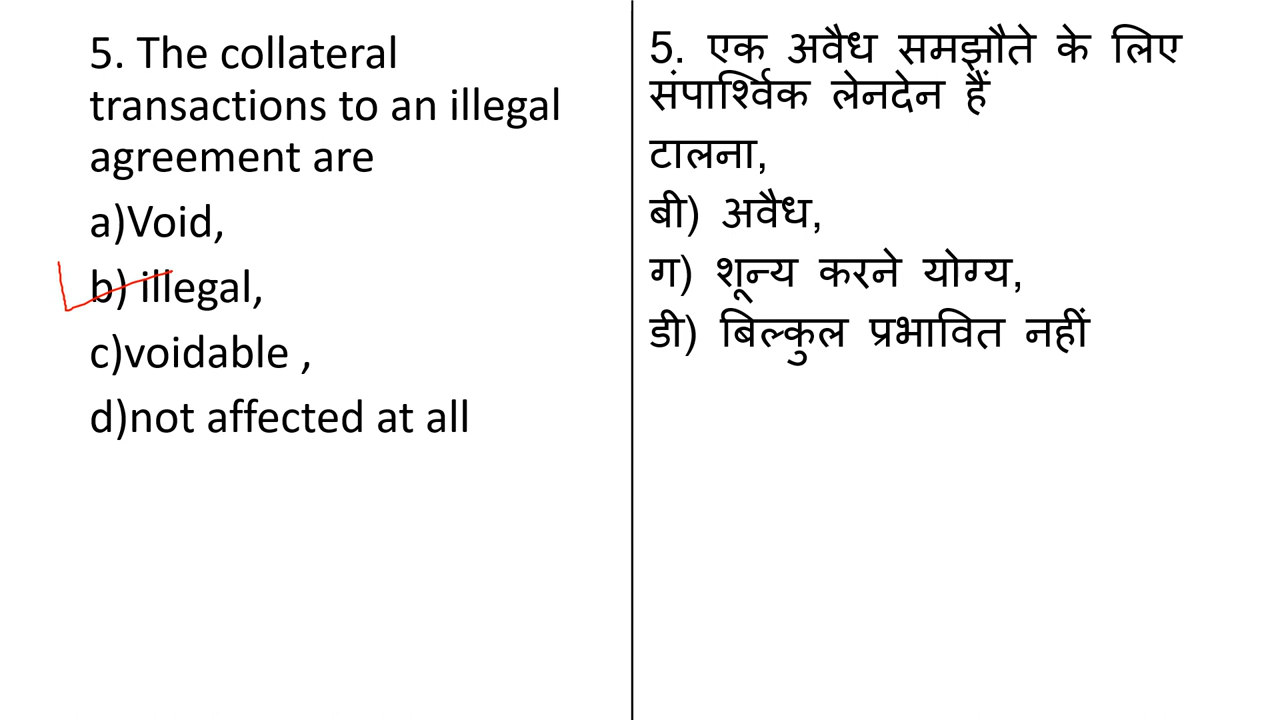 5. The collateral
transactions to an illegal
agreement are
a)Void,
b) illegal,
c)voidable ,
d)not affected at all
5. एक अवैध समझौते के लिए
संपार्श्विक लेनदेन हैं
टालना,
बी) अवैध,
ग) शून्य करने योग्य,
डी) बिल्कुल प्रभावित नहीं